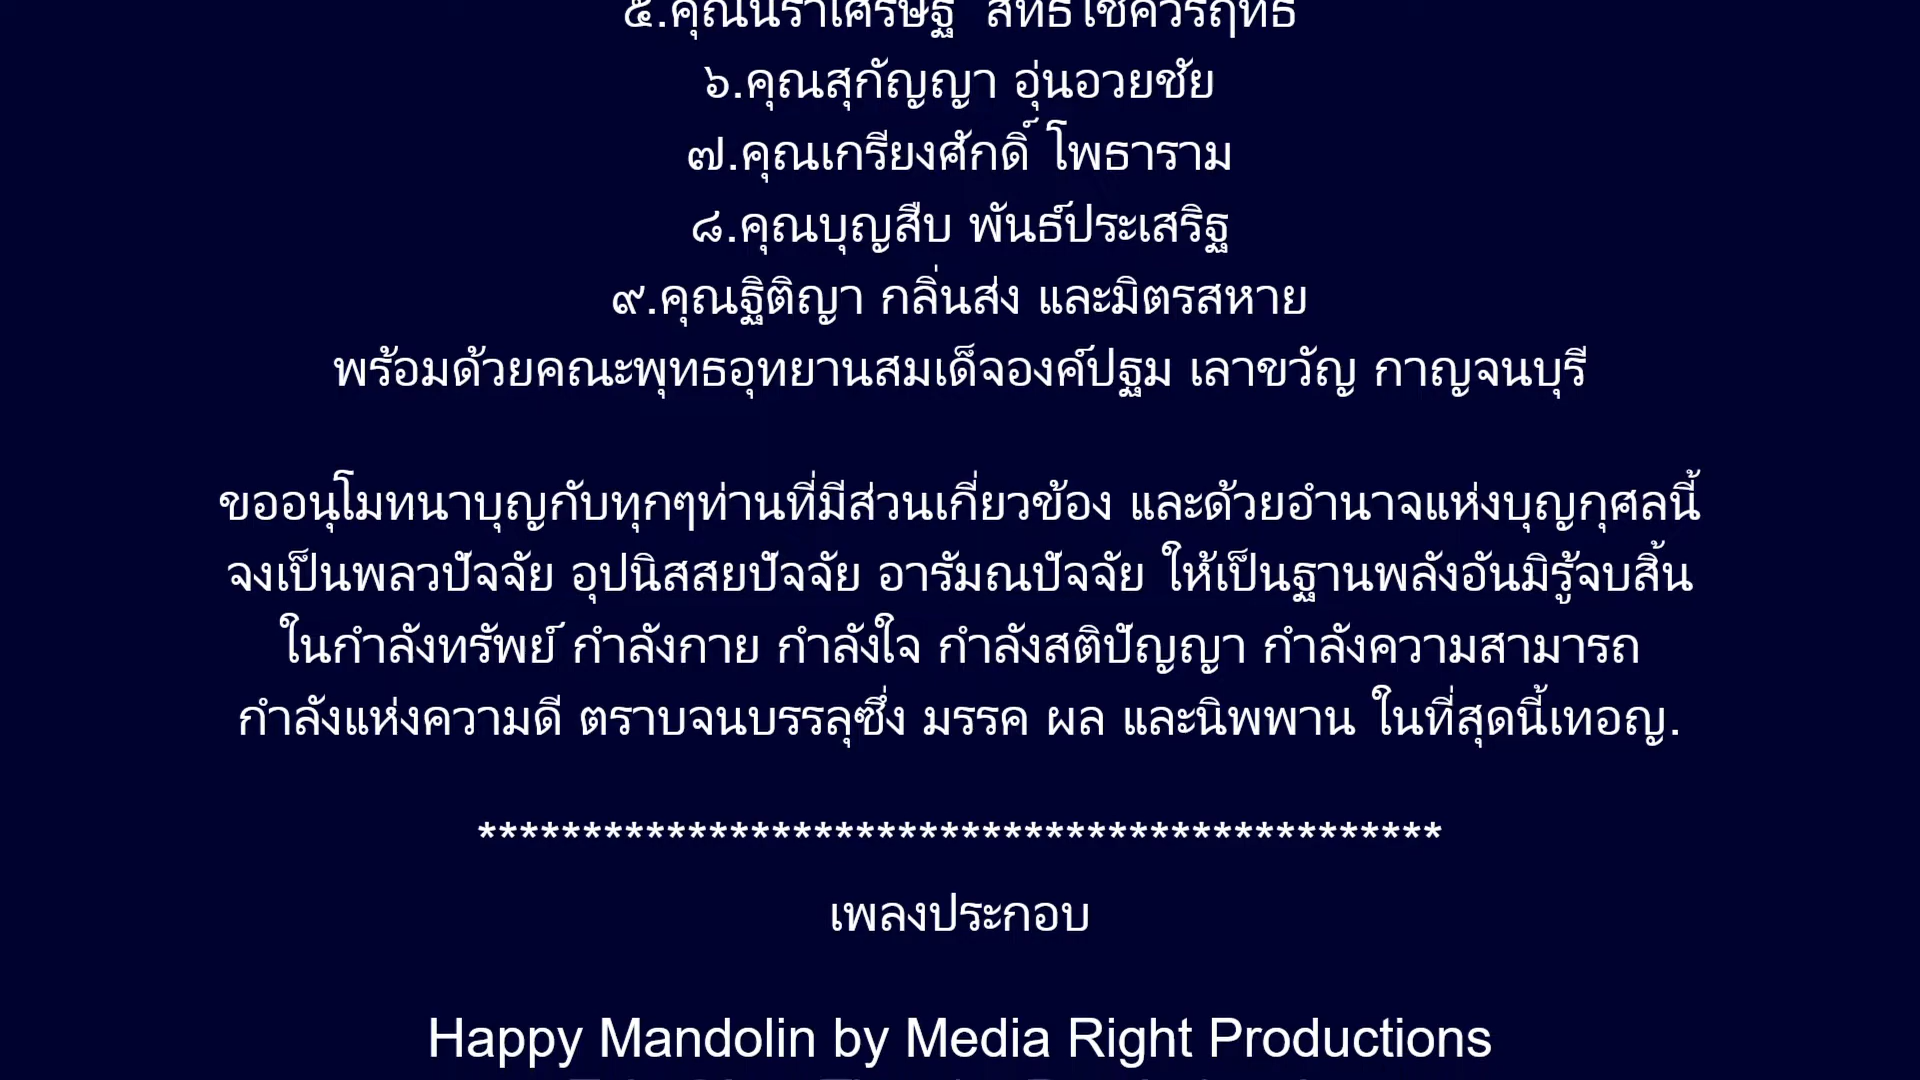 ๕.คุณนราเศรษฐ์
๖.คุณสุกัญญา อุ่นอวยชัย
๗.คุณเกรียงศักดิ์ โพธาราม
๘.คุณบุญสืบ พันธ์ประเสริฐ
๙.คุณฐิติญา กลิ่นส่ง และมิตรสหาย
พร้อมด้วยคณะพุทธอุทยานสมเด็จองค์ปฐม เลาขวัญ กาญจนบุรี
ขออนุโมทนาบุญกับทุกๆท่านที่มีส่วนเกี่ยวข้อง และด้วยอำนาจแห่งบุญกุศลนี้
จงเป็นพลวปัจจัย อุปนิสสยปัจจัย อารัมณปัจจัย ให้เป็นฐานพลังอันมิรู้จบสิ้น
ในกำลังทรัพย์ กำลังกาย กำลังใจ กำลังสติปัญญา กำลังความสามารถ
กำลังแห่งความดี ตราบจนบรรลุซึ่ง มรรค ผล และนิพพาน ในที่สุดนี้เทอญ.
**********************************************
เพลงประกอบ
Happy Mandolin by Media Right Productions